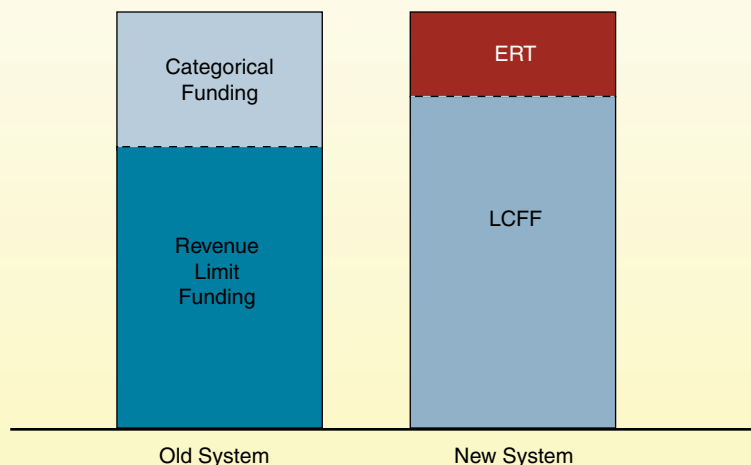 Categorical
Funding
Revenue
Limit
Funding
ERT
LCFF
Old System
New System